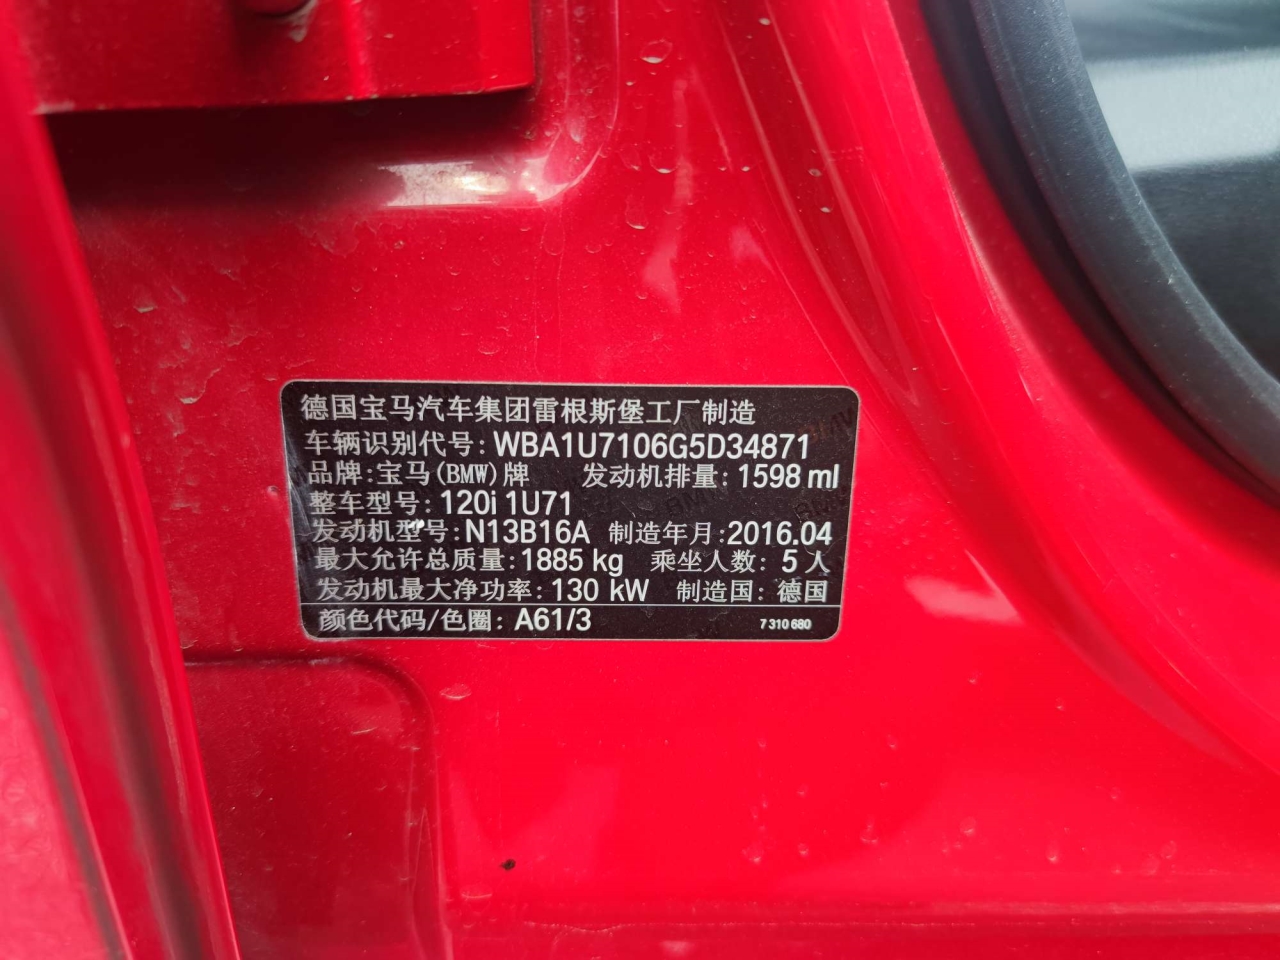 德国宝马汽车集团雷根斯堡工厂制造
车辆识别代号: WBA1U7106G5D34871
品牌: 宝马(BMW)牌 发动机排量: 1598 ml
整车型号: 120i 1U71
发动机型号: N13B16A 制造年月: 2016.04
最大允许总质量: 1885 kg 乘坐人数: 5 人
发动机最大净功率: 130 kW 制造国: 德国
颜色代码/色圈: A61/3 7 310 680